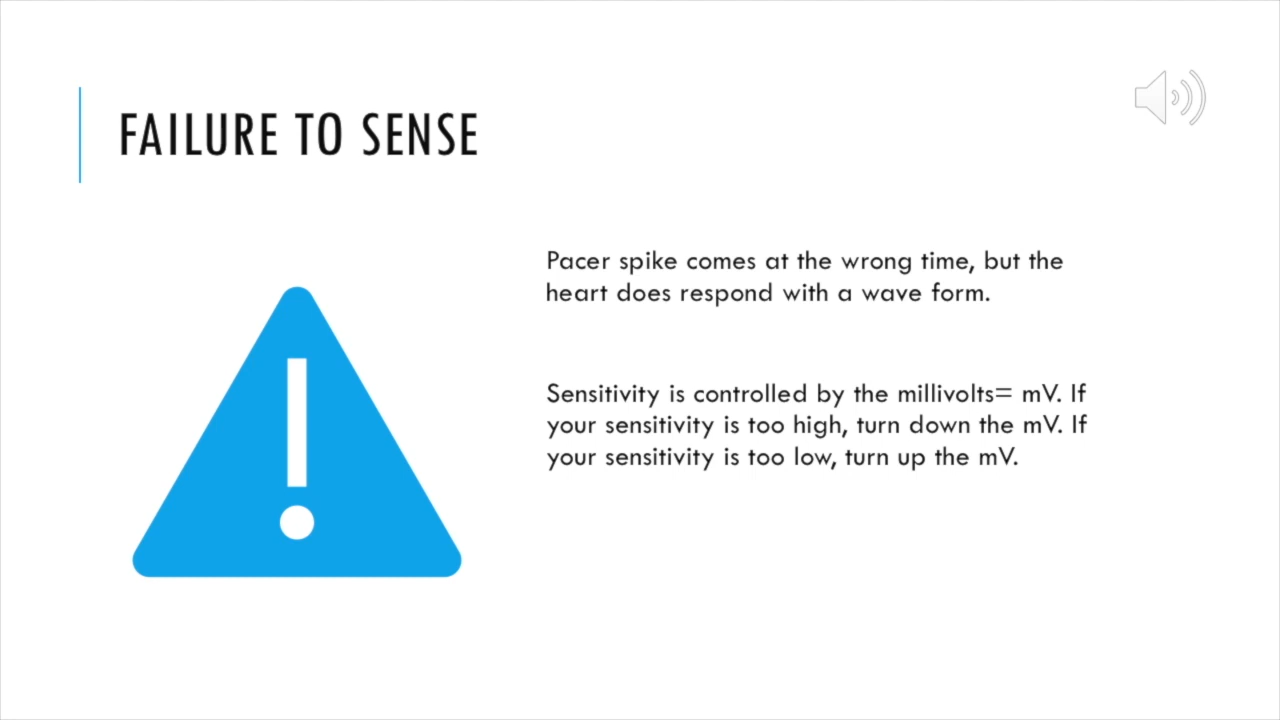 FAILURE TO SENSE
Pacer spike comes at the wrong time, but the
heart does respond with a wave form.
Sensitivity is controlled by the millivolts= mV. If
your sensitivity is too high, turn down the mV. If
your sensitivity is too low, turn up the mV.